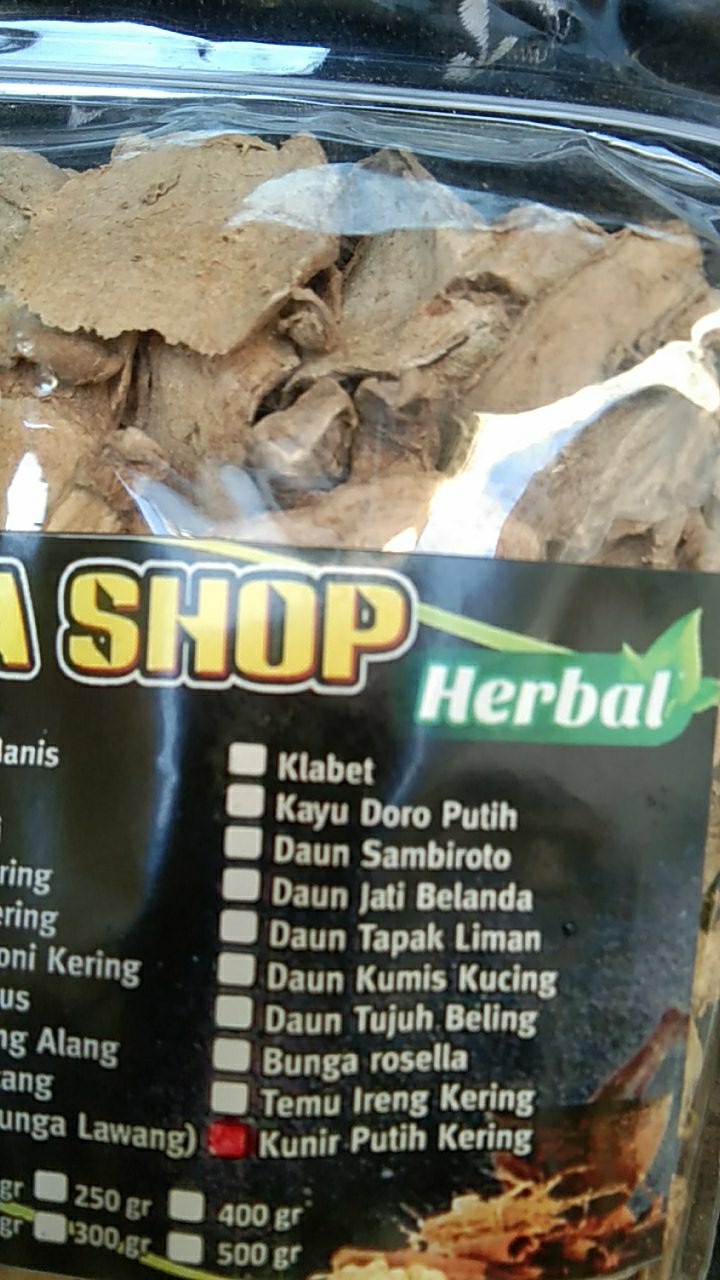 A SHOP
Herbal
Klabet
Kayu Doro Putih
ring
Daun Sambiroto
ering
Daun Jati Belanda
oni Kering
Daun Tapak Liman
us
Daun Kumis Kucing
ng Alang
Daun Tujuh Beling
ang
Bunga rosella
unga Lawang)
Temu Ireng Kering
Kunir Putih Kering
gr 250 gr 400 gr
gr 300 gr 500 gr